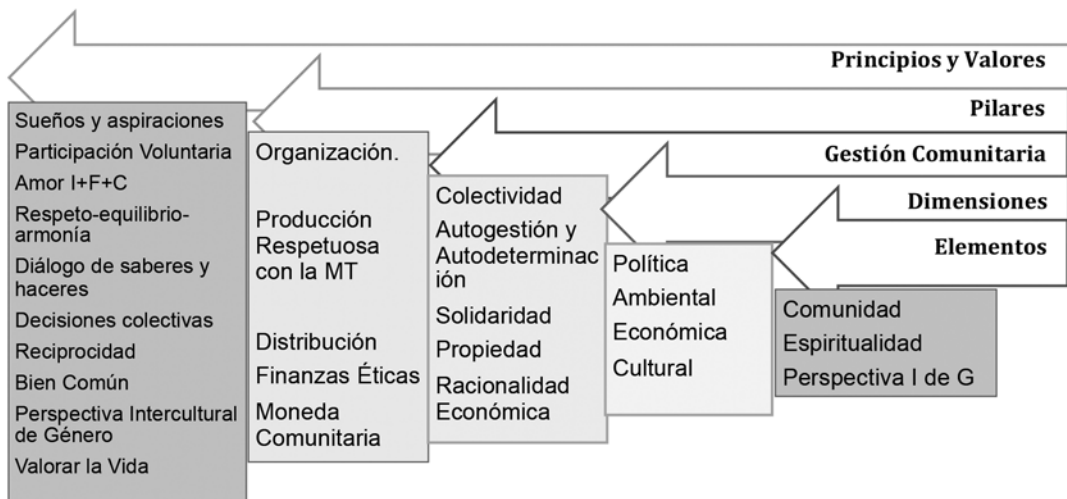 Principios y Valores
Pilares
Gestión Comunitaria
Dimensiones
Elementos
Sueños y aspiraciones
Participación Voluntaria
Amor I+F+C
Respeto-equilibrio-
armonía
Diálogo de saberes y
haceres
Decisiones colectivas
Reciprocidad
Bien Común
Perspectiva Intercultural
de Género
Valorar la Vida
Organización.
Producción
Respetuosa
con la MT
Distribución
Finanzas Éticas
Moneda
Comunitaria
Colectividad
Autogestión y
Autodeterminac
ión
Solidaridad
Propiedad
Racionalidad
Económica
Política
Ambiental
Económica
Cultural
Comunidad
Espiritualidad
Perspectiva I de G